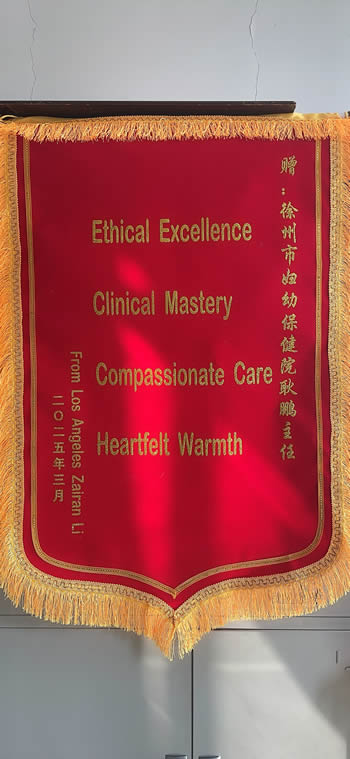 赠：徐州市妇幼保健院耿鹏主任
Ethical Excellence
Clinical Mastery
Compassionate Care
Heartfelt Warmth
From Los Angeles Zairan Li
二〇二五年三月